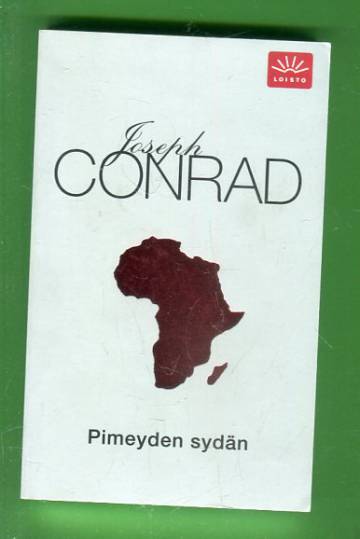 LOISTO
Joseph
CONRAD
Pimeyden sydän